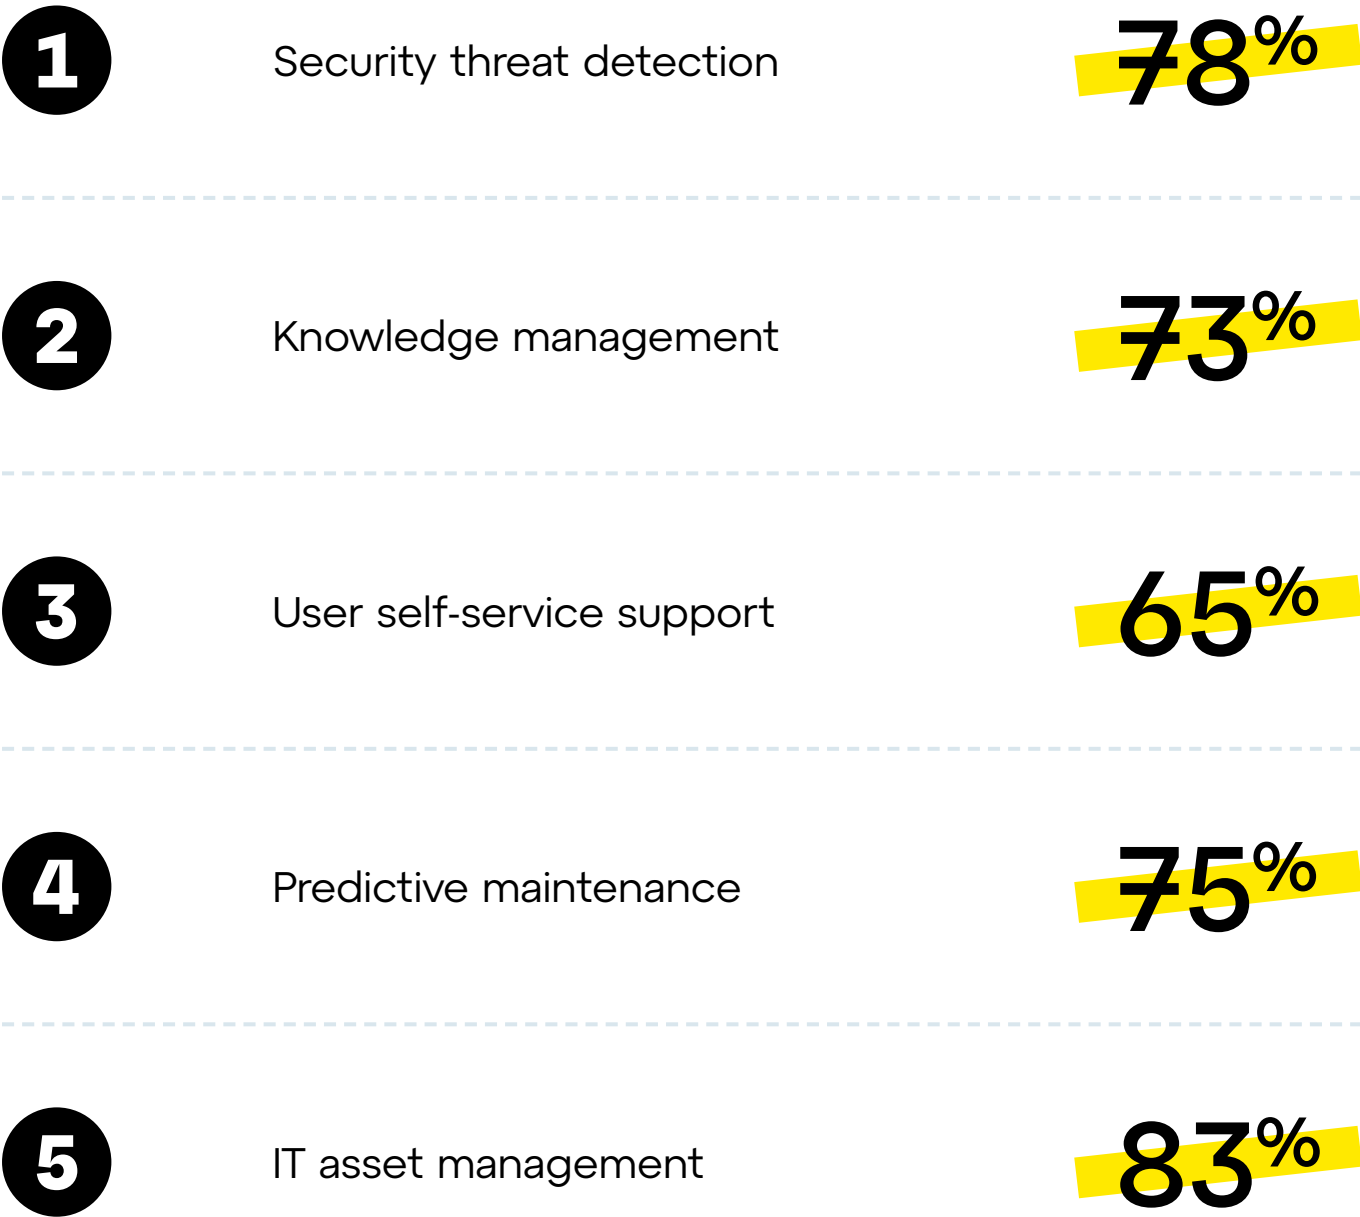 1 Security threat detection 78%
2 Knowledge management 73%
3 User self-service support 65%
4 Predictive maintenance 75%
5 IT asset management 83%